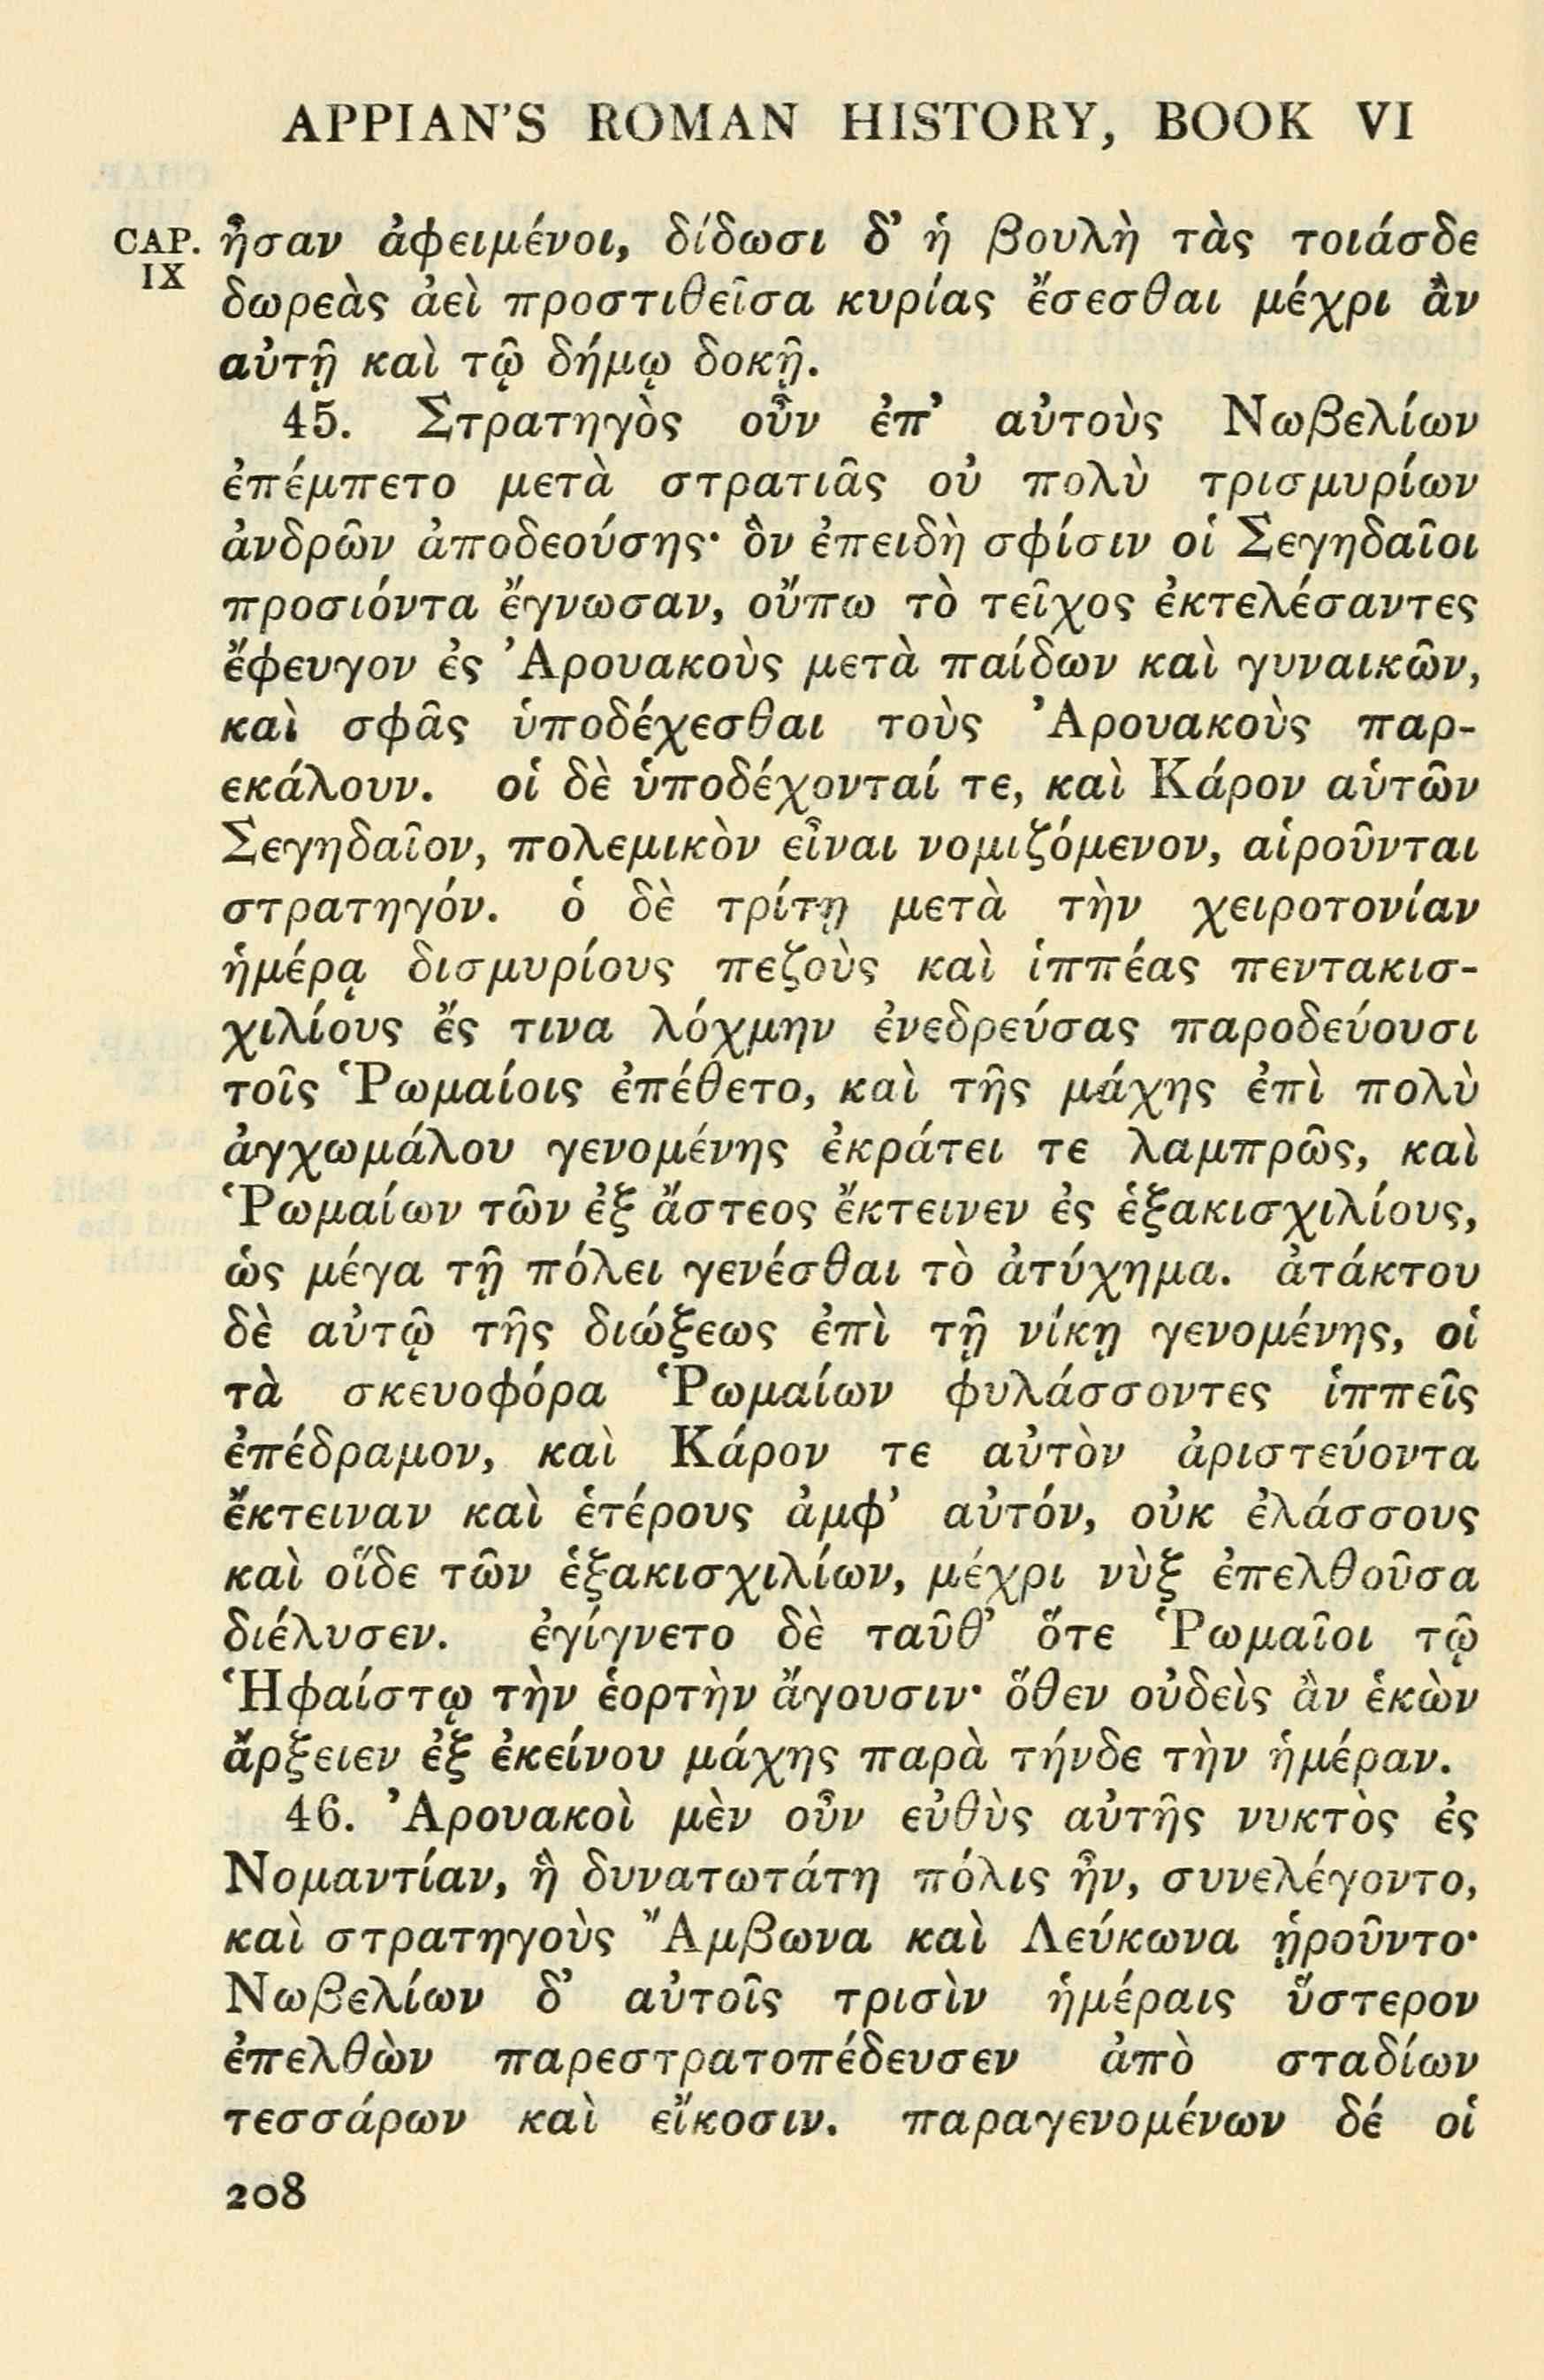 APPIAN'S ROMAN HISTORY, BOOK VI
CAP. IX
ἦσαν ἀφειμένοι, δίδωσι δ’ ἡ βουλὴ τὰς τοιάσδε
δωρεὰς ἀεὶ προστιθεῖσα κυρίας ἔσεσθαι μέχρι ἂν
αὐτῇ καὶ τῷ δήμῳ δοκῇ.
45. Στρατηγὸς οὖν ἐπ’ αὐτοὺς Νωβελίων
ἐπέμπετο μετὰ στρατιᾶς οὐ πολὺ τρισμυρίων
ἀνδρῶν ἀποδεούσης· ὃν ἐπειδὴ σφίσιν οἱ Σεγηδαῖοι
προσιόντα ἔγνωσαν, οὔπω τὸ τεῖχος ἐκτελέσαντες
ἔφευγον ἐς Ἀρουακοὺς μετὰ παίδων καὶ γυναικῶν,
καὶ σφᾶς ὑποδέχεσθαι τοὺς Ἀρουακοὺς παρ-
εκάλουν. οἱ δὲ ὑποδέχονταί τε, καὶ Κάρον αὑτῶν
Σεγηδαῖον, πολεμικὸν εἶναι νομιζόμενον, αἱροῦνται
στρατηγόν. ὁ δὲ τρίτῃ μετὰ τὴν χειροτονίαν
ἡμέρᾳ δισμυρίους πεζοὺς καὶ ἱππέας πεντακισ-
χιλίους ἔς τινα λόχμην ἐνεδρεύσας παροδεύουσι
τοῖς Ῥωμαίοις ἐπέθετο, καὶ τῆς μάχης ἐπὶ πολὺ
ἀγχωμάλου γενομένης ἐκράτει τε λαμπρῶς, καὶ
Ῥωμαίων τῶν ἐξ ἄστεος ἔκτεινεν ἐς ἑξακισχιλίους,
ὡς μέγα τῇ πόλει γενέσθαι τὸ ἀτύχημα. ἀτάκτου
δὲ αὐτῷ τῆς διώξεως ἐπὶ τῇ νίκῃ γενομένης, οἱ
τὰ σκευοφόρα Ῥωμαίων φυλάσσοντες ἱππεῖς
ἐπέδραμον, καὶ Κάρον τε αὐτὸν ἀριστεύοντα
ἔκτειναν καὶ ἑτέρους ἀμφ’ αὐτόν, οὐκ ἐλάσσους
καὶ οἵδε τῶν ἑξακισχιλίων, μέχρι νὺξ ἐπελθοῦσα
διέλυσεν. ἐγίγνετο δὲ ταῦθ’ ὅτε Ῥωμαῖοι τῷ
Ἡφαίστῳ τὴν ἑορτὴν ἄγουσιν· ὅθεν οὐδεὶς ἂν ἑκὼν
ἄρξειεν ἐξ ἐκείνου μάχης παρὰ τήνδε τὴν ἡμέραν.
46. Ἀρουακοὶ μὲν οὖν εὐθὺς αὐτῆς νυκτὸς ἐς
Νομαντίαν, ἣ δυνατωτάτη πόλις ἦν, συνελέγοντο,
καὶ στρατηγοὺς Ἄμβωνα καὶ Λεύκωνα ᾑροῦντο·
Νωβελίων δ’ αὐτοῖς τρισὶν ἡμέραις ὕστερον
ἐπελθὼν παρεστρατοπέδευσεν ἀπὸ σταδίων
τεσσάρων καὶ εἴκοσιν. παραγενομένων δέ οἱ
208